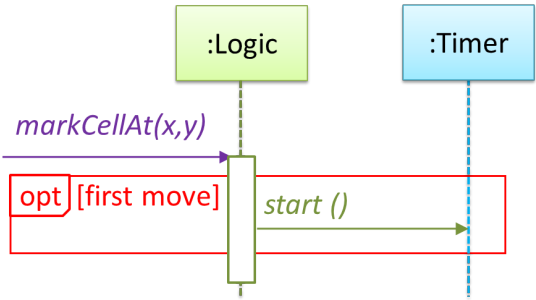 :Logic
:Timer
markCellAt(x,y)
opt [first move]
start ()